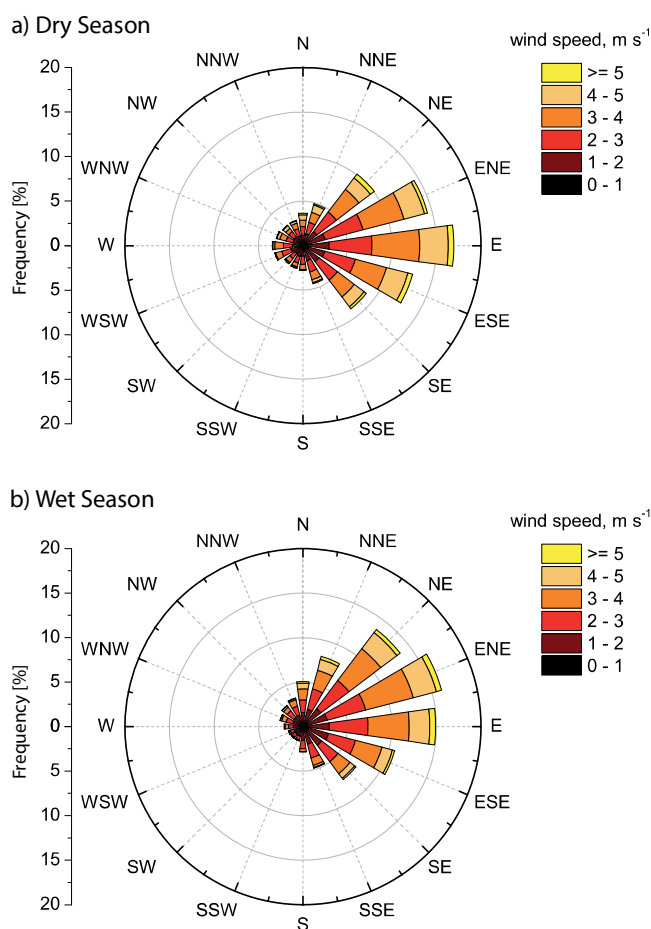 a) Dry Season
wind speed, m s⁻¹
>= 5
4 - 5
3 - 4
2 - 3
1 - 2
0 - 1
Frequency [%]
20
15
10
5
0
5
10
15
20
N
NNE
NE
ENE
E
ESE
SE
SSE
S
SSW
SW
WSW
W
WNW
NW
NNW
b) Wet Season
wind speed, m s⁻¹
>= 5
4 - 5
3 - 4
2 - 3
1 - 2
0 - 1
Frequency [%]
20
15
10
5
0
5
10
15
20
N
NNE
NE
ENE
E
ESE
SE
SSE
S
SSW
SW
WSW
W
WNW
NW
NNW